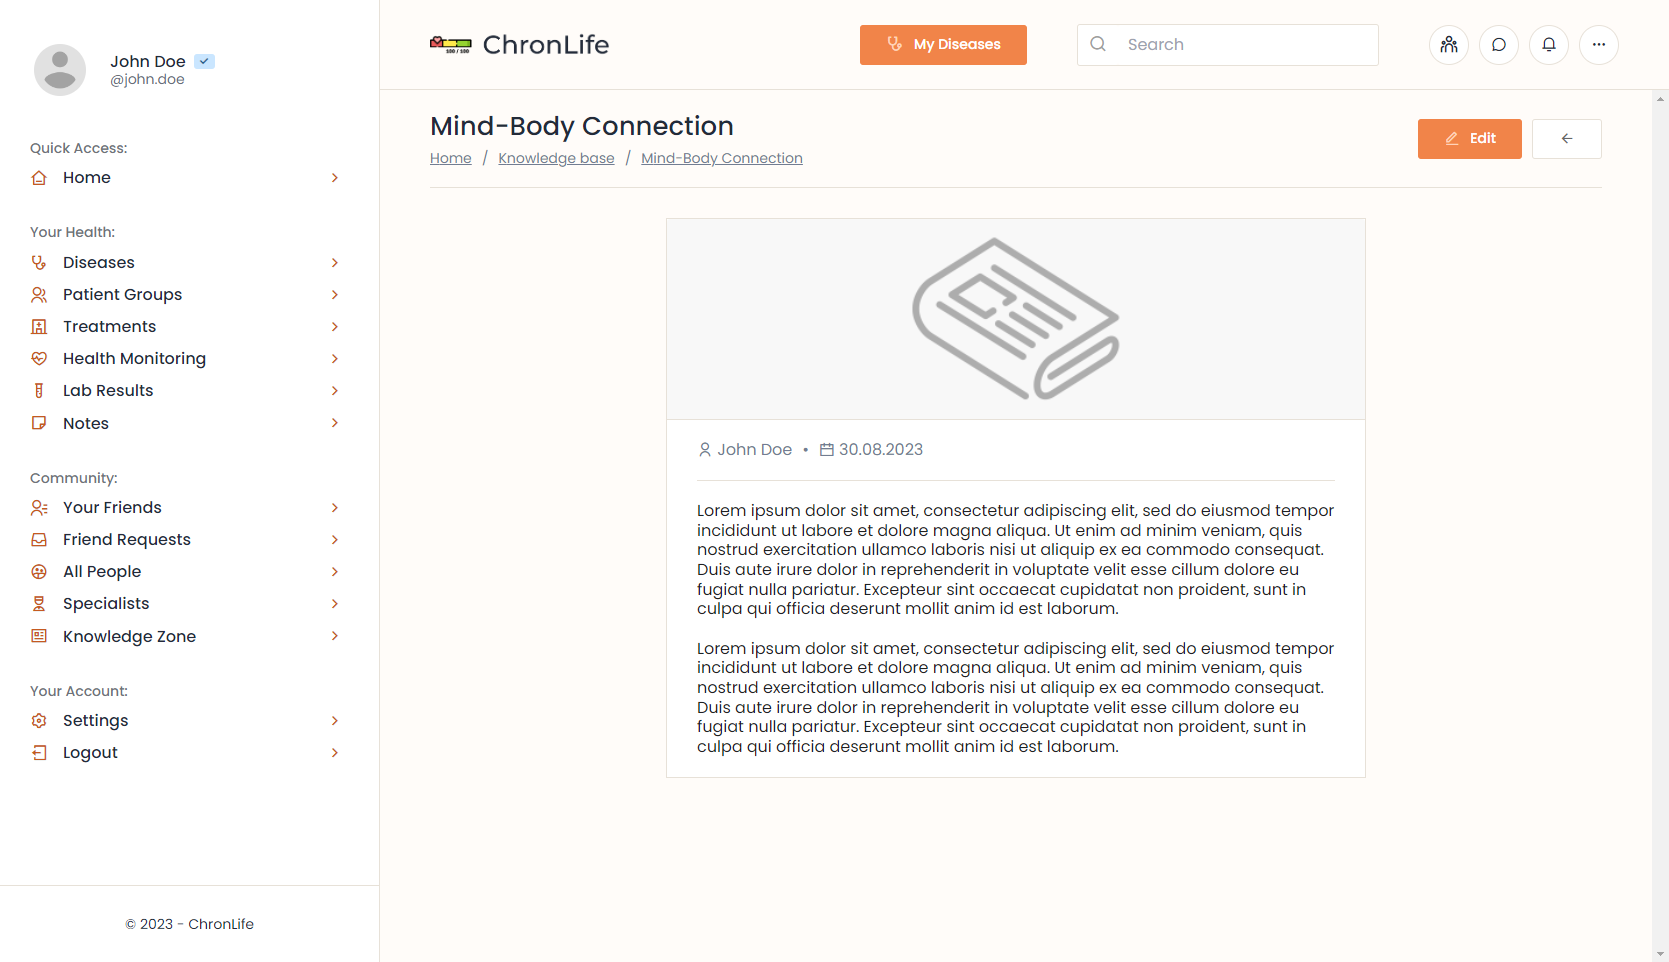 John Doe
@john.doe
Quick Access:
Home
Your Health:
Diseases
Patient Groups
Treatments
Health Monitoring
Lab Results
Notes
Community:
Your Friends
Friend Requests
All People
Specialists
Knowledge Zone
Your Account:
Settings
Logout
© 2023 - ChronLife
100 / 100
ChronLife
My Diseases
Search
Mind-Body Connection
Home / Knowledge base / Mind-Body Connection
Edit
John Doe • 30.08.2023
Lorem ipsum dolor sit amet, consectetur adipiscing elit, sed do eiusmod tempor
incididunt ut labore et dolore magna aliqua. Ut enim ad minim veniam, quis
nostrud exercitation ullamco laboris nisi ut aliquip ex ea commodo consequat.
Duis aute irure dolor in reprehenderit in voluptate velit esse cillum dolore eu
fugiat nulla pariatur. Excepteur sint occaecat cupidatat non proident, sunt in
culpa qui officia deserunt mollit anim id est laborum.
Lorem ipsum dolor sit amet, consectetur adipiscing elit, sed do eiusmod tempor
incididunt ut labore et dolore magna aliqua. Ut enim ad minim veniam, quis
nostrud exercitation ullamco laboris nisi ut aliquip ex ea commodo consequat.
Duis aute irure dolor in reprehenderit in voluptate velit esse cillum dolore eu
fugiat nulla pariatur. Excepteur sint occaecat cupidatat non proident, sunt in
culpa qui officia deserunt mollit anim id est laborum.